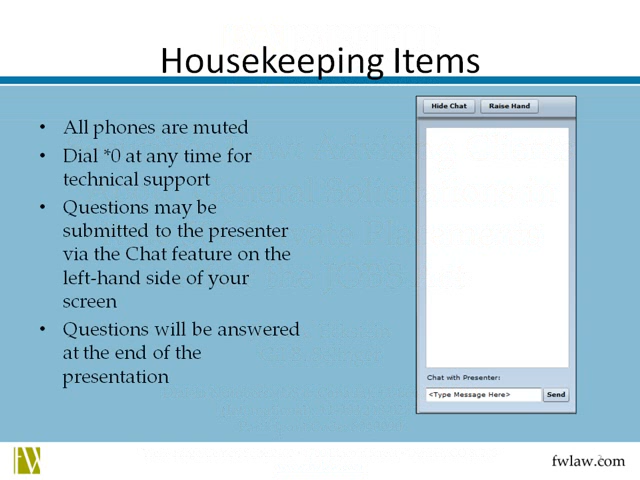 Housekeeping Items
• All phones are muted
• Dial *0 at any time for
technical support
• Questions may be
submitted to the presenter
via the Chat feature on the
left-hand side of your
screen
• Questions will be answered
at the end of the
presentation
Hide Chat Raise Hand
Chat with Presenter:
<Type Message Here> Send
FW
fwlaw.com